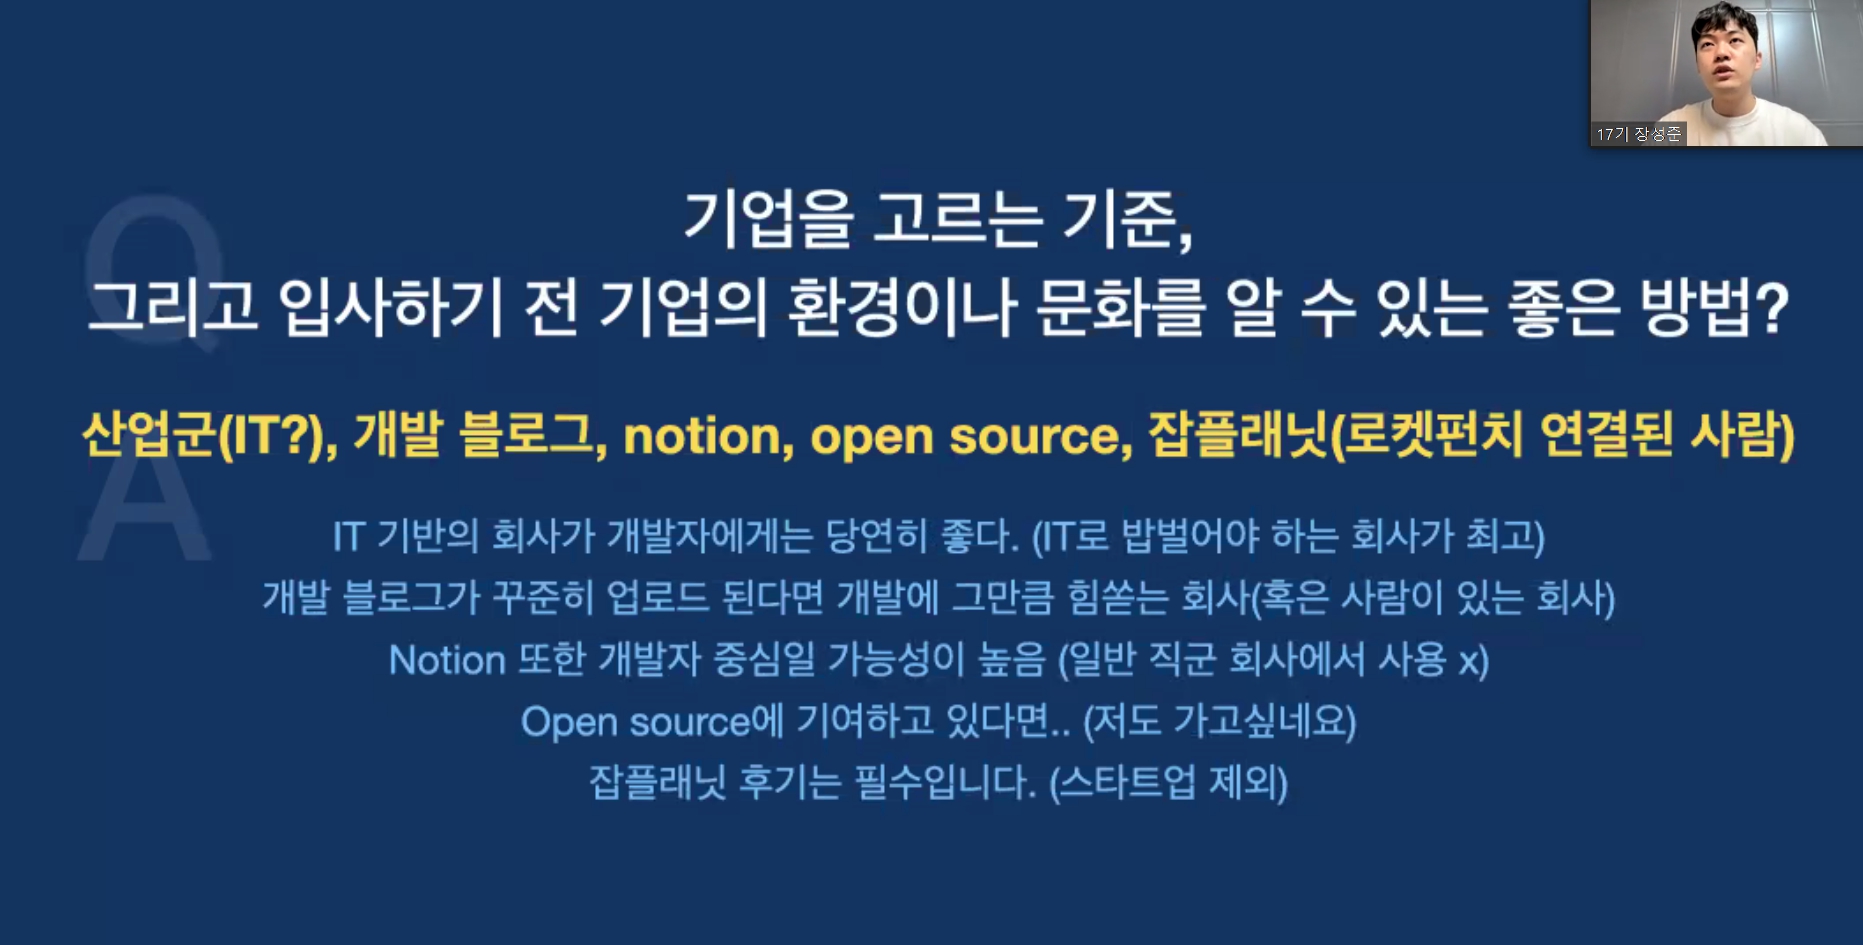 17기 장성준
Q
기업을 고르는 기준,
그리고 입사하기 전 기업의 환경이나 문화를 알 수 있는 좋은 방법?
A
산업군(IT?), 개발 블로그, notion, open source, 잡플래닛(로켓펀치 연결된 사람)
IT 기반의 회사가 개발자에게는 당연히 좋다. (IT로 밥벌어야 하는 회사가 최고)
개발 블로그가 꾸준히 업로드 된다면 개발에 그만큼 힘쏟는 회사(혹은 사람이 있는 회사)
Notion 또한 개발자 중심일 가능성이 높음 (일반 직군 회사에서 사용 x)
Open source에 기여하고 있다면.. (저도 가고싶네요)
잡플래닛 후기는 필수입니다. (스타트업 제외)